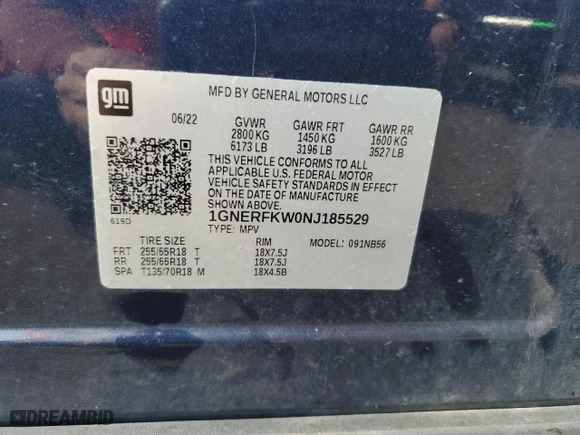 gm
MFD BY GENERAL MOTORS LLC
06/22 GVWR GAWR FRT GAWR RR
2800 KG 1450 KG 1600 KG
6173 LB 3196 LB 3527 LB
THIS VEHICLE CONFORMS TO ALL
APPLICABLE U.S. FEDERAL MOTOR
VEHICLE SAFETY STANDARDS IN EFFECT
ON THE DATE OF MANUFACTURE
SHOWN ABOVE.
619D
1GNERFKW0NJ185529
TYPE: MPV
TIRE SIZE RIM MODEL: 091NB56
FRT 255/65R18 T 18X7.5J
RR 255/65R18 T 18X7.5J
SPA T135/70R18 M 18X4.5B
DREAMBID